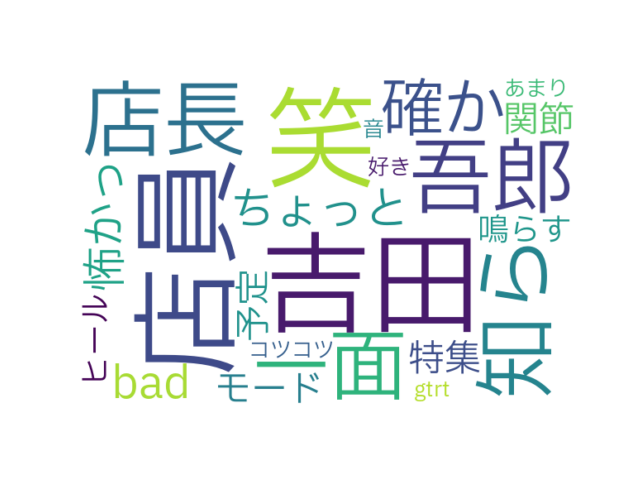 店長
笑
確か
あまり
関節
音
好き
吾郎
ちょっと
怖かっ
店員
鳴らす
吉田
知ら
予定
ヒール
コツコツ
一面
特集
bad
モード
gtrt